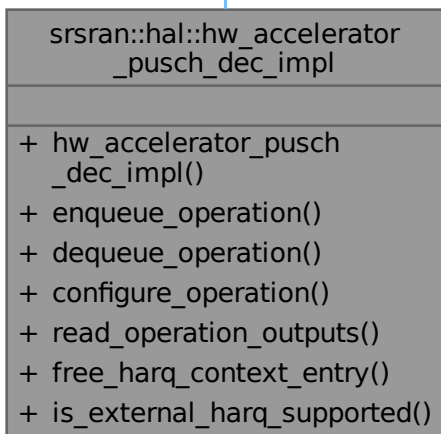 srsran::hal::hw_accelerator
_pusch_dec_impl
+ hw_accelerator_pusch
_dec_impl()
+ enqueue_operation()
+ dequeue_operation()
+ configure_operation()
+ read_operation_outputs()
+ free_harq_context_entry()
+ is_external_harq_supported()